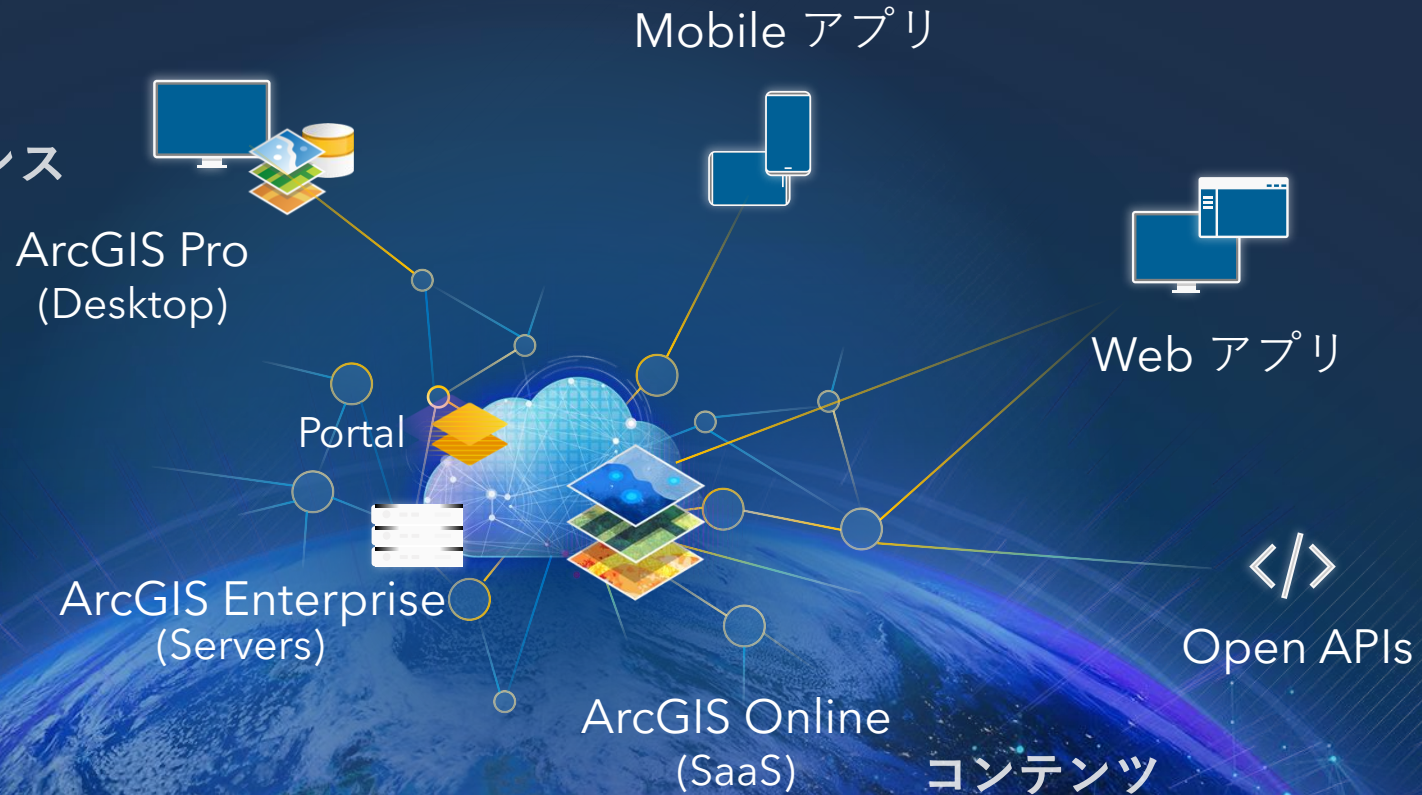 Mobile アプリ
ンス
ArcGIS Pro
(Desktop)
Web アプリ
Portal
ArcGIS Enterprise
(Servers)
</>
Open APIs
ArcGIS Online
(SaaS)
コンテンツ